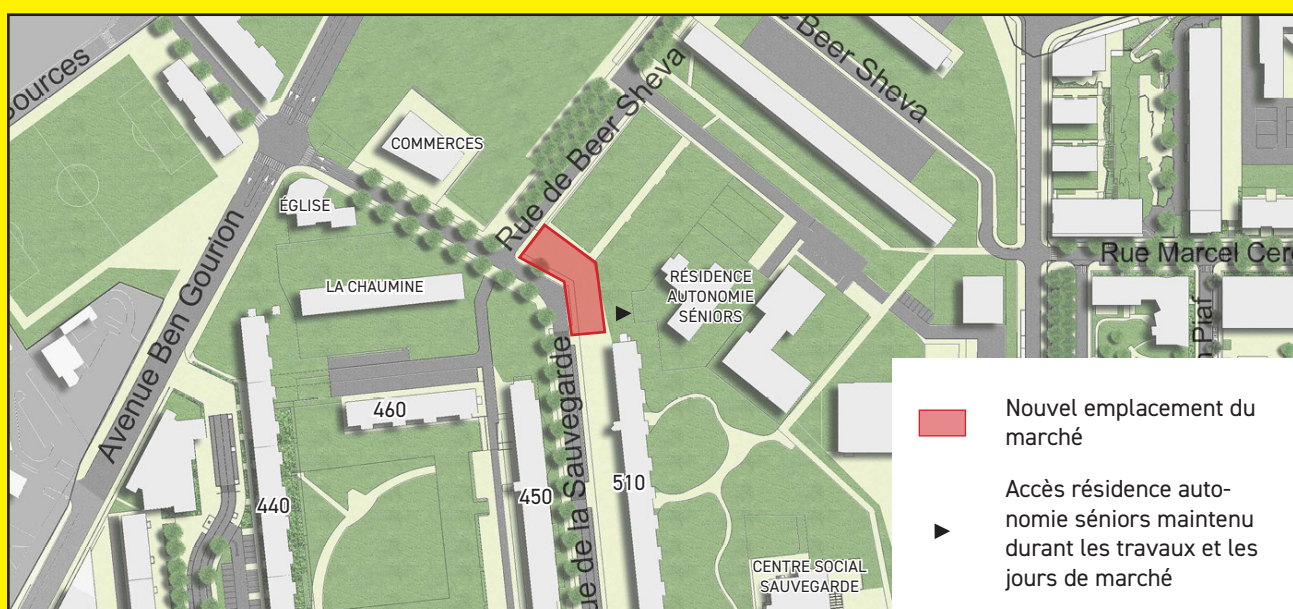 Sources
Rue de Beer Sheva
Beer Sheva
COMMERCES
ÉGLISE
Avenue Ben Gourion
LA CHAUMINE
RÉSIDENCE
AUTONOMIE
SÉNIORS
Rue Marcel Cer
Piaf
460
440
450
510
ue de la Sauvegarde
CENTRE SOCIAL
SAUVEGARDE
Nouvel emplacement du
marché
Accès résidence auto-
nomie séniors maintenu
durant les travaux et les
jours de marché